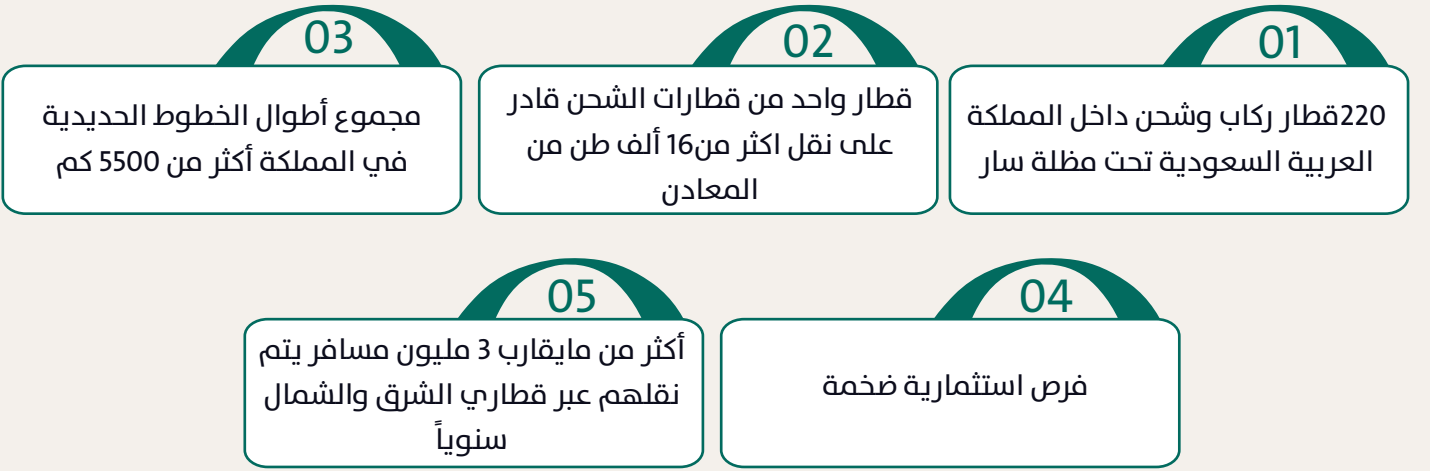 01
220قطار ركاب وشحن داخل المملكة
العربية السعودية تحت مظلة سار
02
قطار واحد من قطارات الشحن قادر
على نقل اكثر من16 ألف طن من
المعادن
03
مجموع أطوال الخطوط الحديدية
في المملكة أكثر من 5500 كم
04
فرص استثمارية ضخمة
05
أكثر من مايقارب 3 مليون مسافر يتم
نقلهم عبر قطاري الشرق والشمال
سنوياً